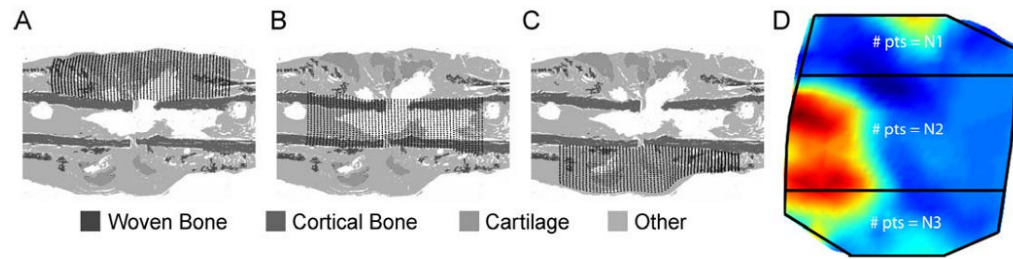 A
B
C
D
# pts = N1
# pts = N2
# pts = N3
Woven Bone
Cortical Bone
Cartilage
Other